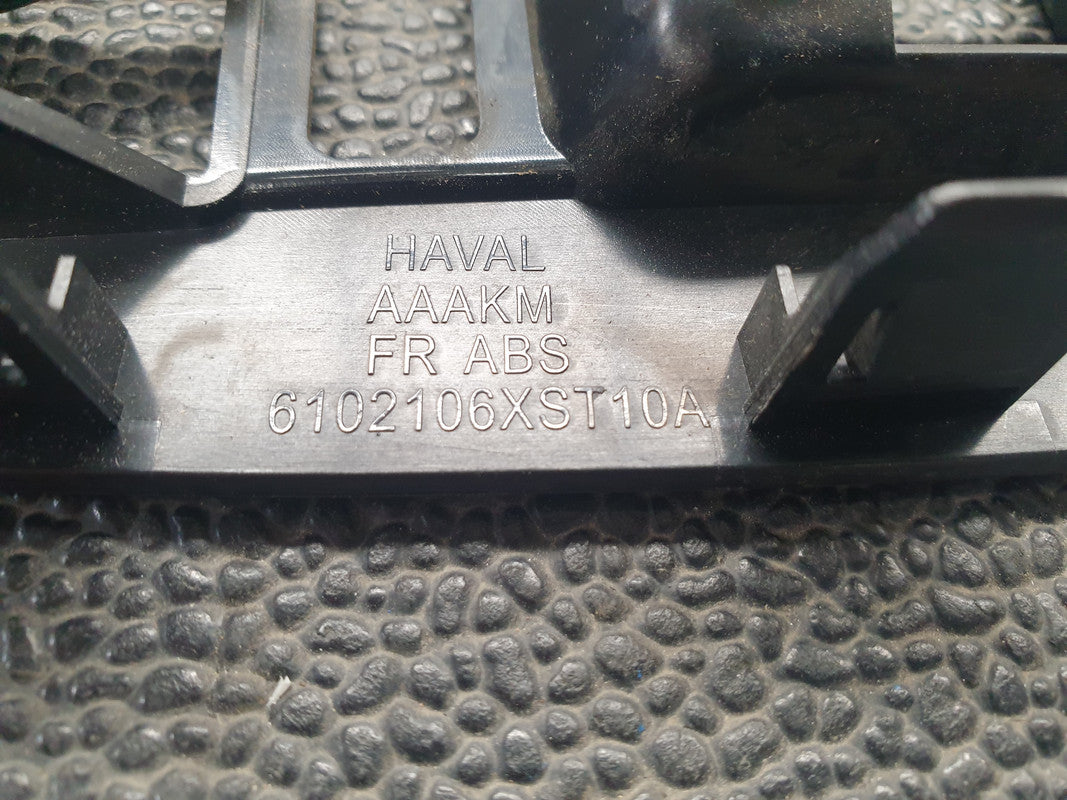 HAVAL
AAAKM
FR ABS
6102106XST10A